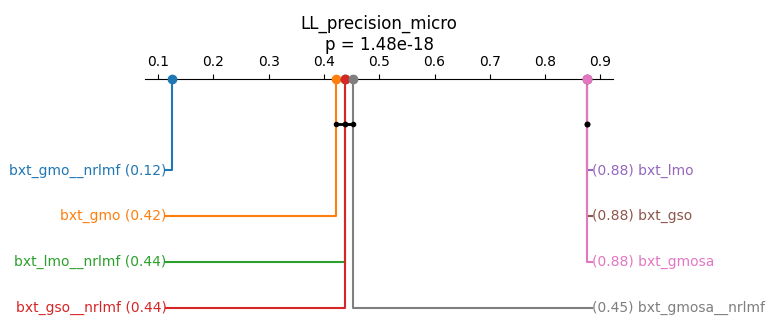 LL_precision_micro
p = 1.48e-18
0.1 0.2 0.3 0.4 0.5 0.6 0.7 0.8 0.9
bxt_gmo__nrlmf (0.12) (0.88) bxt_lmo
bxt_gmo (0.42) (0.88) bxt_gso
bxt_lmo__nrlmf (0.44) (0.88) bxt_gmosa
bxt_gso__nrlmf (0.44) (0.45) bxt_gmosa__nrlmf